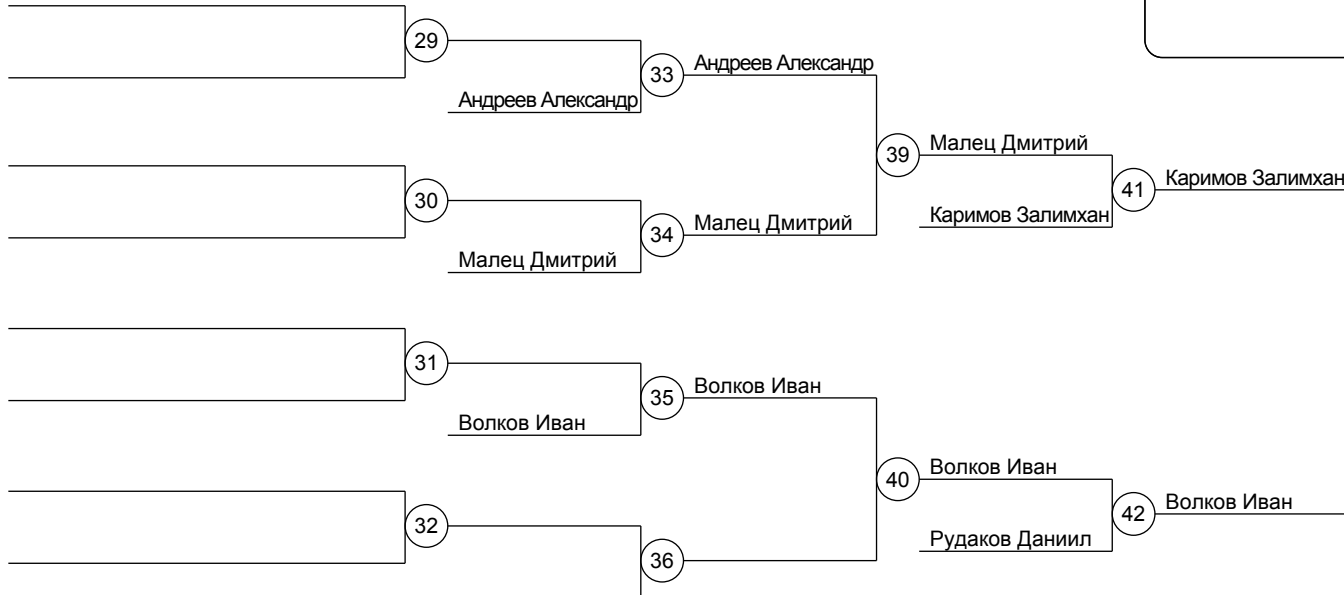 29
33
Андреев Александр
Андреев Александр
39
Малец Дмитрий
41
Каримов Залимхан
30
34
Малец Дмитрий
Каримов Залимхан
Малец Дмитрий
31
35
Волков Иван
Волков Иван
40
Волков Иван
42
Волков Иван
32
36
Рудаков Даниил